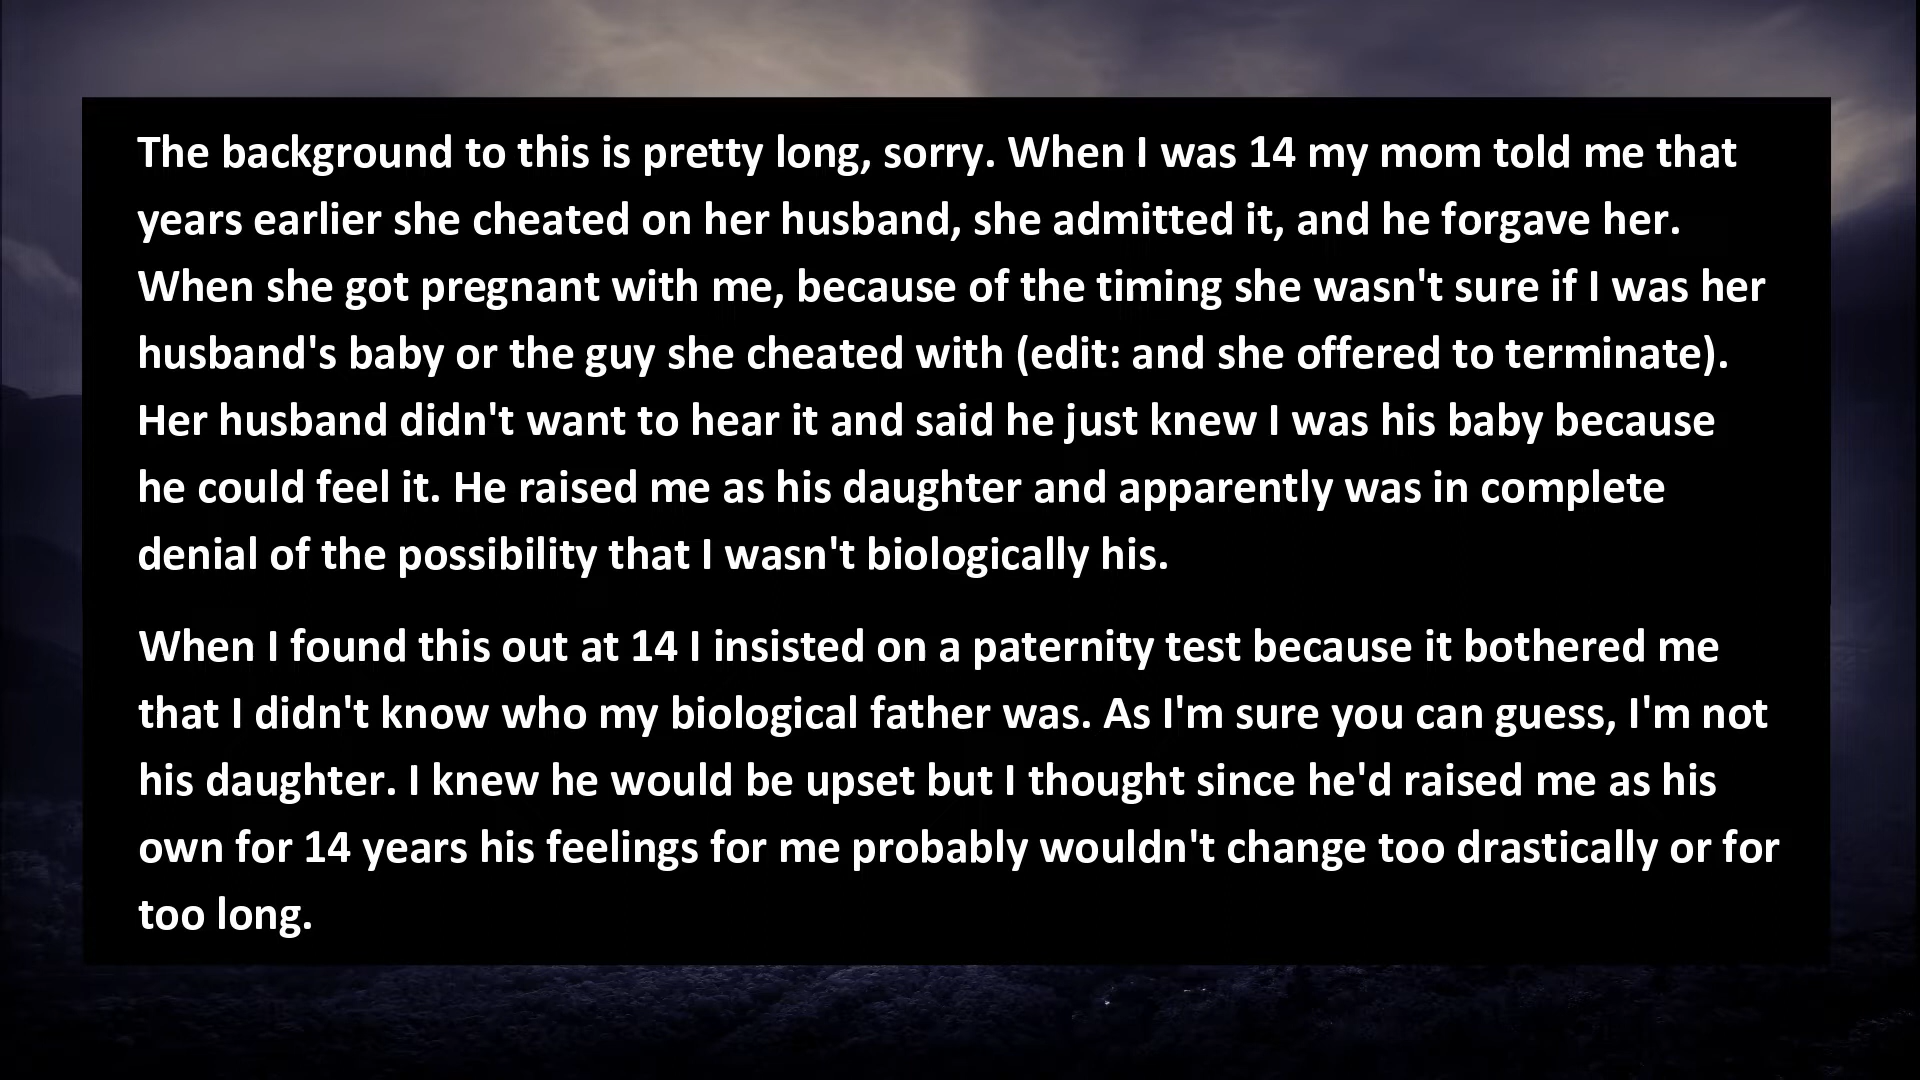 The background to this is pretty long, sorry. When I was 14 my mom told me that
years earlier she cheated on her husband, she admitted it, and he forgave her.
When she got pregnant with me, because of the timing she wasn't sure if I was her
husband's baby or the guy she cheated with (edit: and she offered to terminate).
Her husband didn't want to hear it and said he just knew I was his baby because
he could feel it. He raised me as his daughter and apparently was in complete
denial of the possibility that I wasn't biologically his.
When I found this out at 14 I insisted on a paternity test because it bothered me
that I didn't know who my biological father was. As I'm sure you can guess, I'm not
his daughter. I knew he would be upset but I thought since he'd raised me as his
own for 14 years his feelings for me probably wouldn't change too drastically or for
too long.